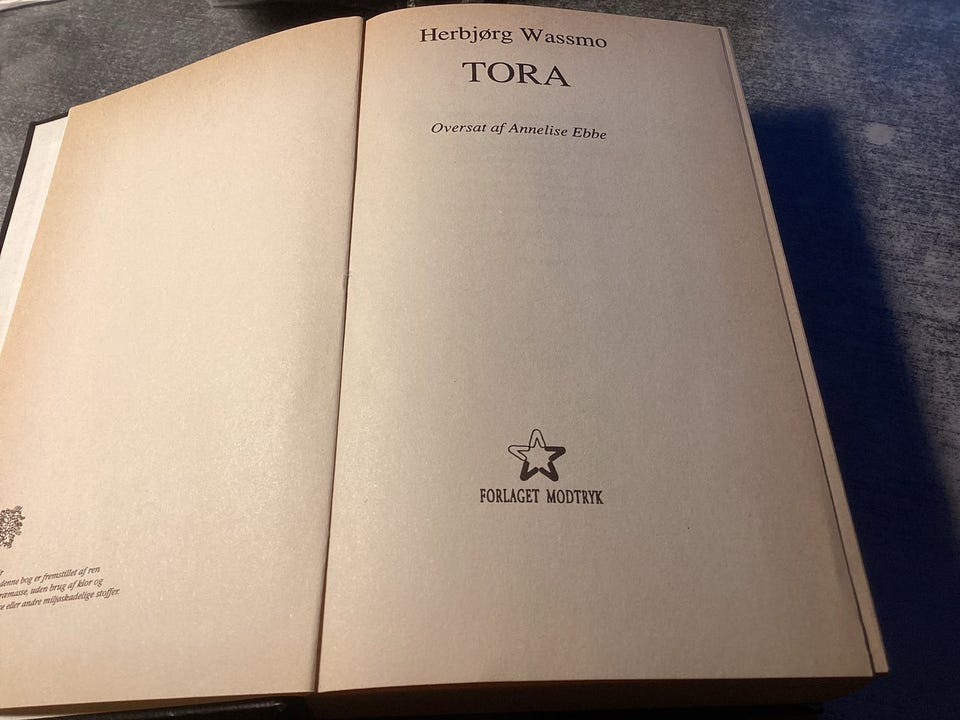 Herbjørg Wassmo
TORA
Oversat af Annelise Ebbe
FORLAGET MODTRYK
denne bog er fremstillet af ren
uden brug af klor og
eller andre miljøskadelige stoffer.